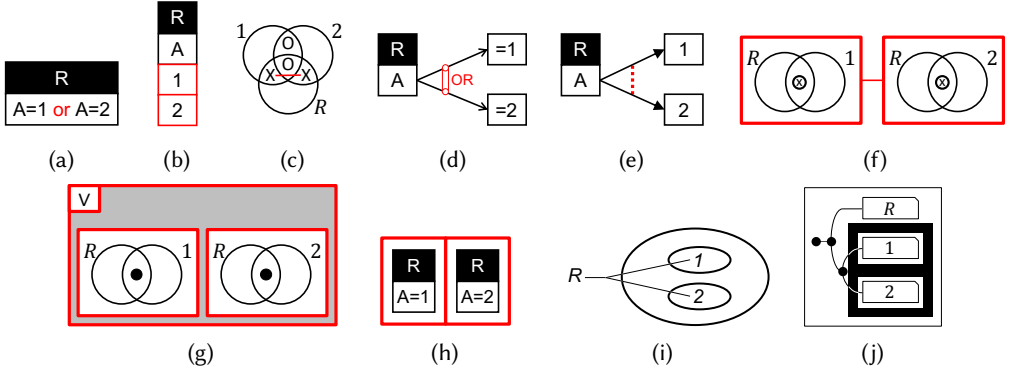 R
A=1 or A=2
(a)
R
A
1
2
(b)
1 2
O
O
X X
R
(c)
R
A
=1
OR
=2
(d)
R
A
1
2
(e)
R 1
x
R 2
x
(f)
V
R 1
R 2
(g)
R
A=1
R
A=2
(h)
R
1
2
(i)
R
1
2
(j)